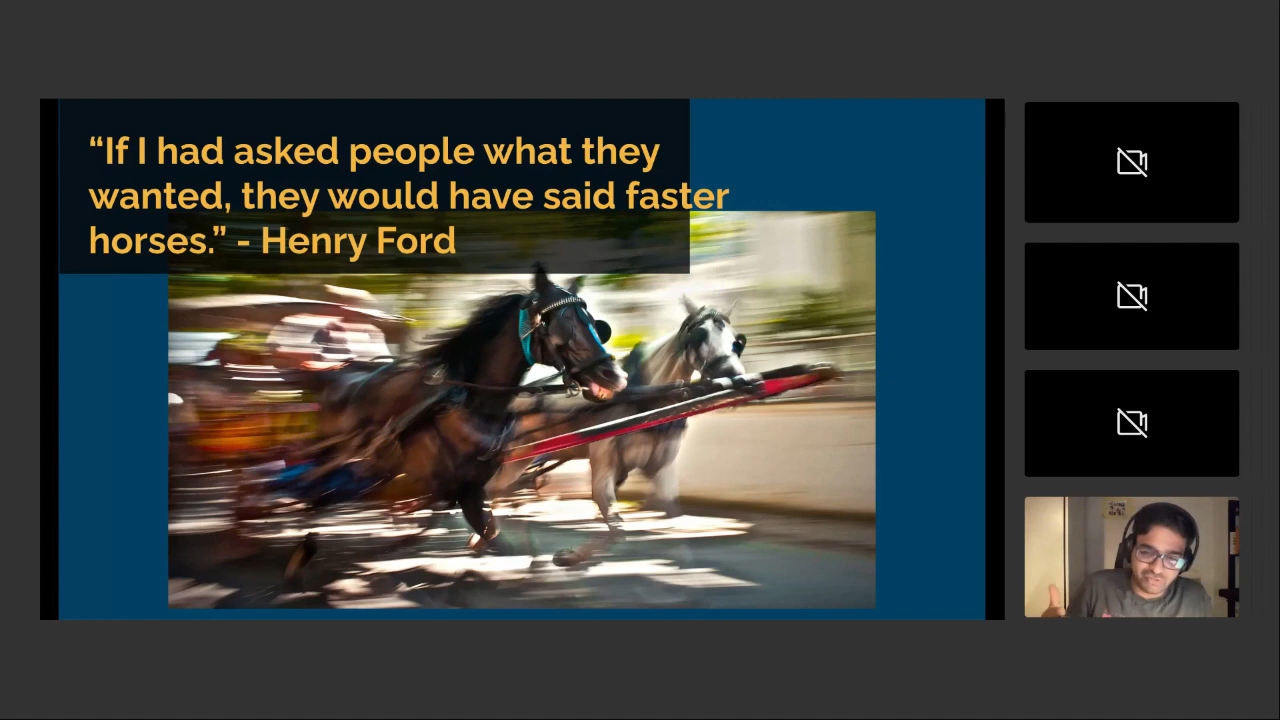 “If I had asked people what they
wanted, they would have said faster
horses.” - Henry Ford